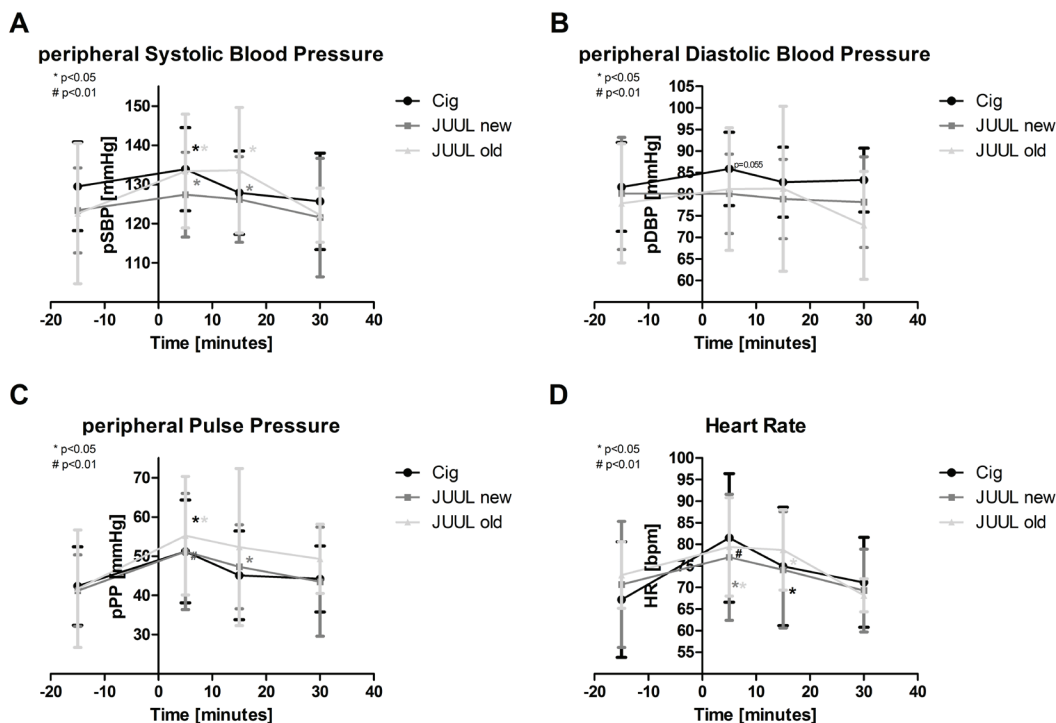 A
peripheral Systolic Blood Pressure
* p<0.05
# p<0.01
pSBP [mmHg]
150
140
130
120
110
* *
*
*
*
-20 -10 0 10 20 30 40
Time [minutes]
Cig
JUUL new
JUUL old
B
peripheral Diastolic Blood Pressure
* p<0.05
# p<0.01
pDBP [mmHg]
105
100
95
90
85
80
75
70
65
60
p=0.055
-20 -10 0 10 20 30 40
Time [minutes]
Cig
JUUL new
JUUL old
C
peripheral Pulse Pressure
* p<0.05
# p<0.01
pPP [mmHg]
70
60
50
40
30
* *
#
*
-20 -10 0 10 20 30 40
Time [minutes]
Cig
JUUL new
JUUL old
D
Heart Rate
* p<0.05
# p<0.01
HR [bpm]
100
95
90
85
80
75
70
65
60
55
#
*
* *
*
-20 -10 0 10 20 30 40
Time [minutes]
Cig
JUUL new
JUUL old